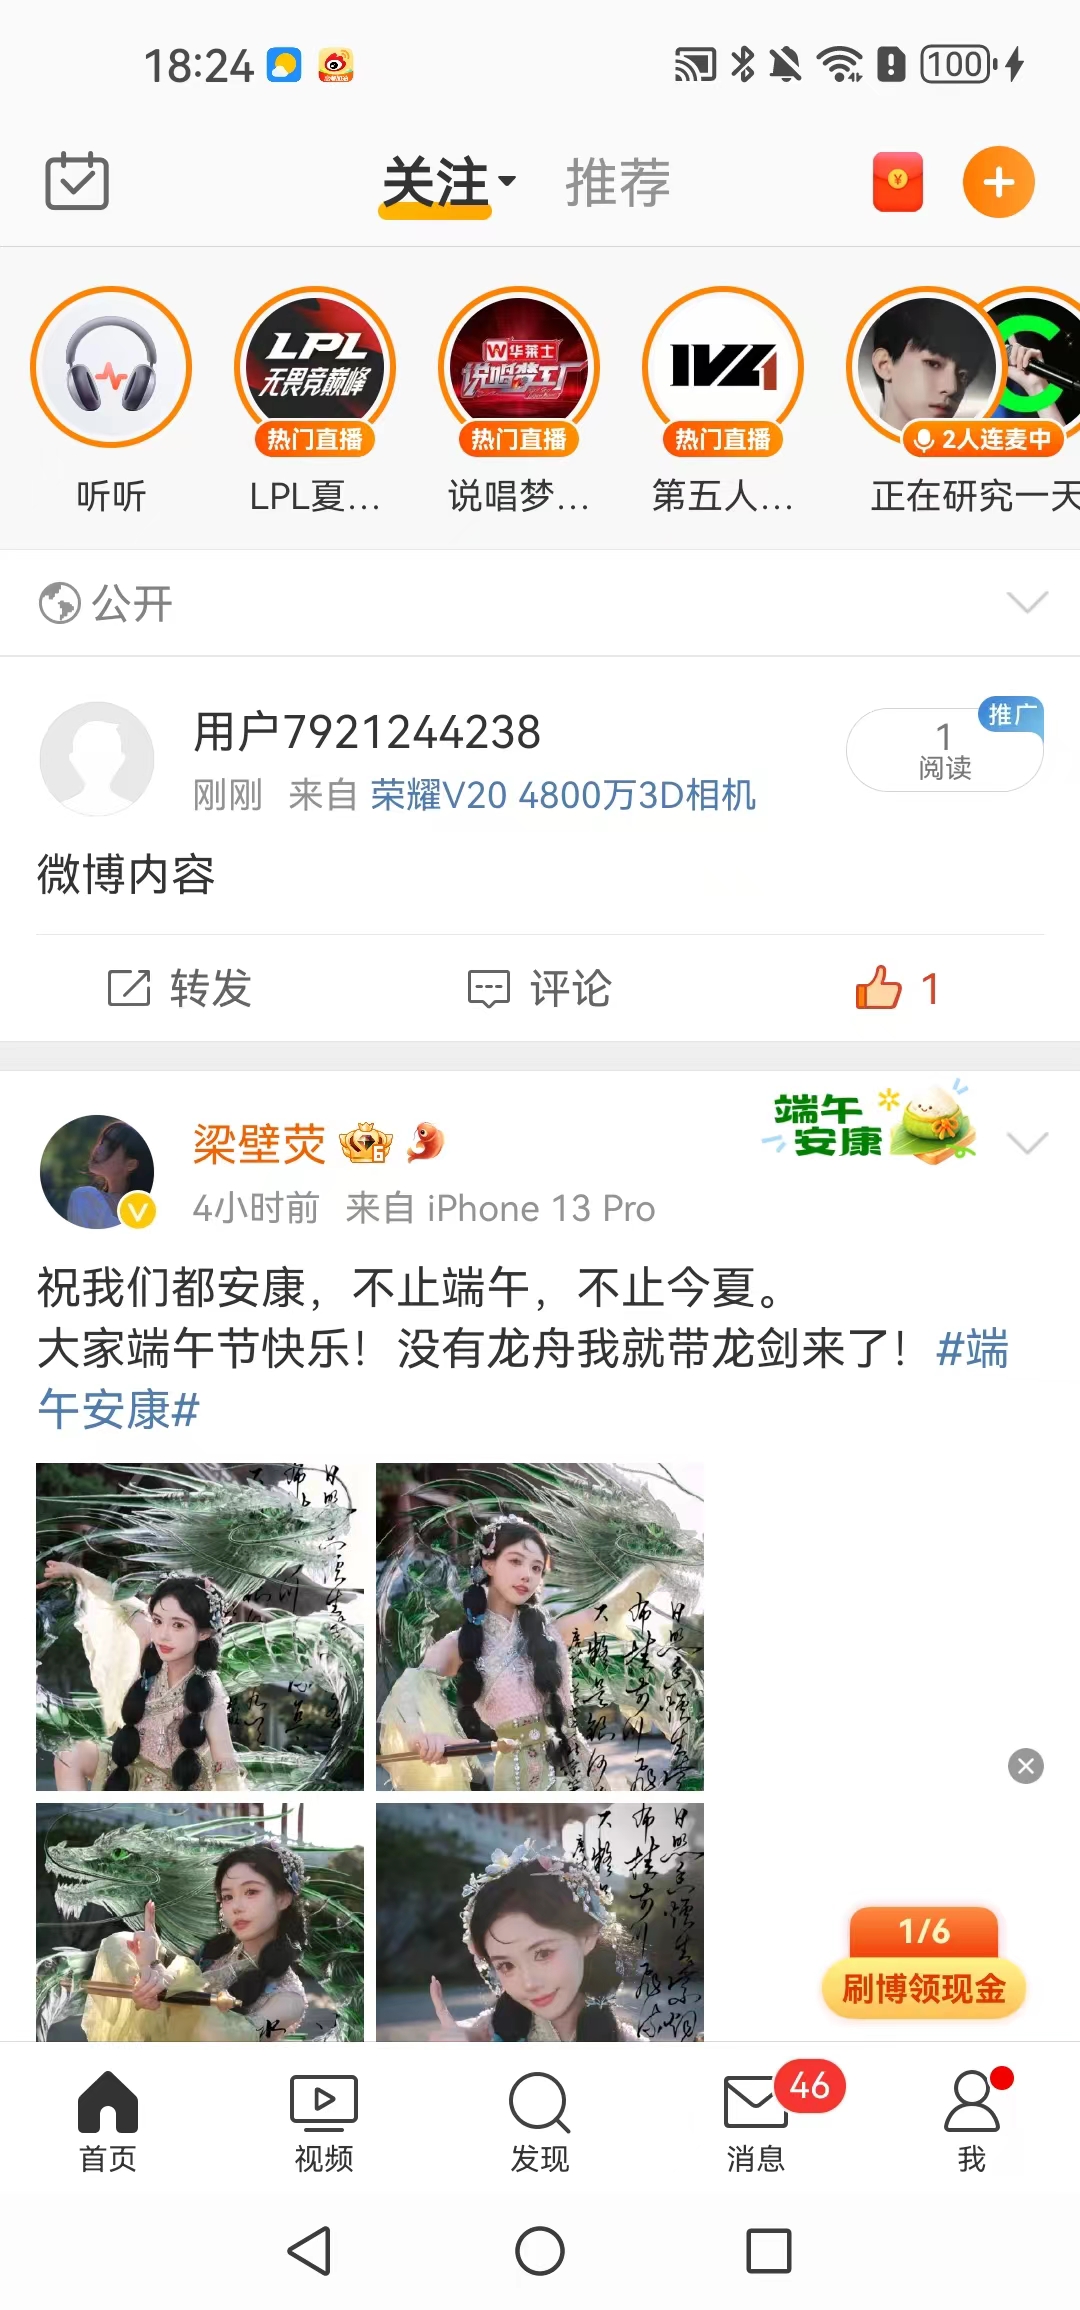 18:24
100
关注
推荐
LPL
无畏竞巅峰
华莱士
说唱梦工厂
IVL
热门直播
热门直播
热门直播
2人连麦中
听听
LPL夏...
说唱梦...
第五人...
正在研究一天
公开
用户7921244238
推广
1
阅读
刚刚 来自 荣耀V20 4800万3D相机
微博内容
转发
评论
1
端午
安康
梁壁荧
4小时前 来自 iPhone 13 Pro
祝我们都安康，不止端午，不止今夏。
大家端午节快乐！没有龙舟我就带龙剑来了！#端
午安康#
1/6
刷博领现金
46
首页
视频
发现
消息
我